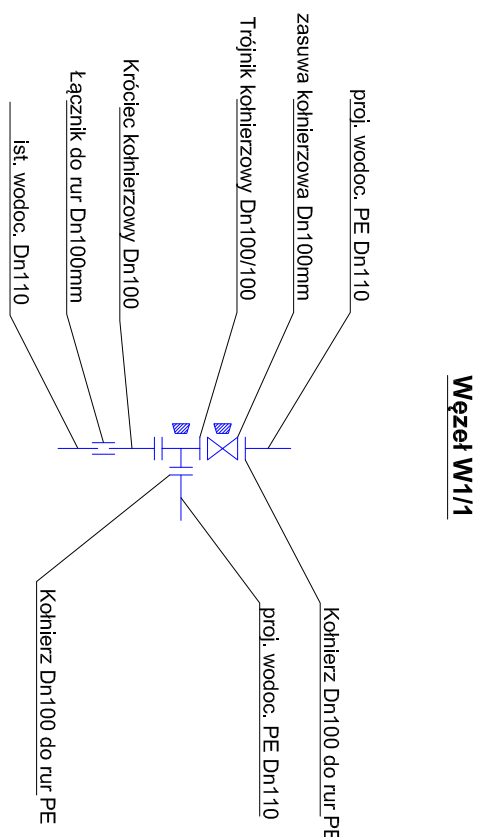 Węzeł W1/1
proj. wodoc. PE Dn110
zasuwa kołnierzowa Dn100mm
Trójnik kołnierzowy Dn100/100
Króciec kołnierzowy Dn100
Łącznik do rur Dn100mm
ist. wodoc. Dn110
Kołnierz Dn100 do rur PE
proj. wodoc. PE Dn110
Kołnierz Dn100 do rur PE